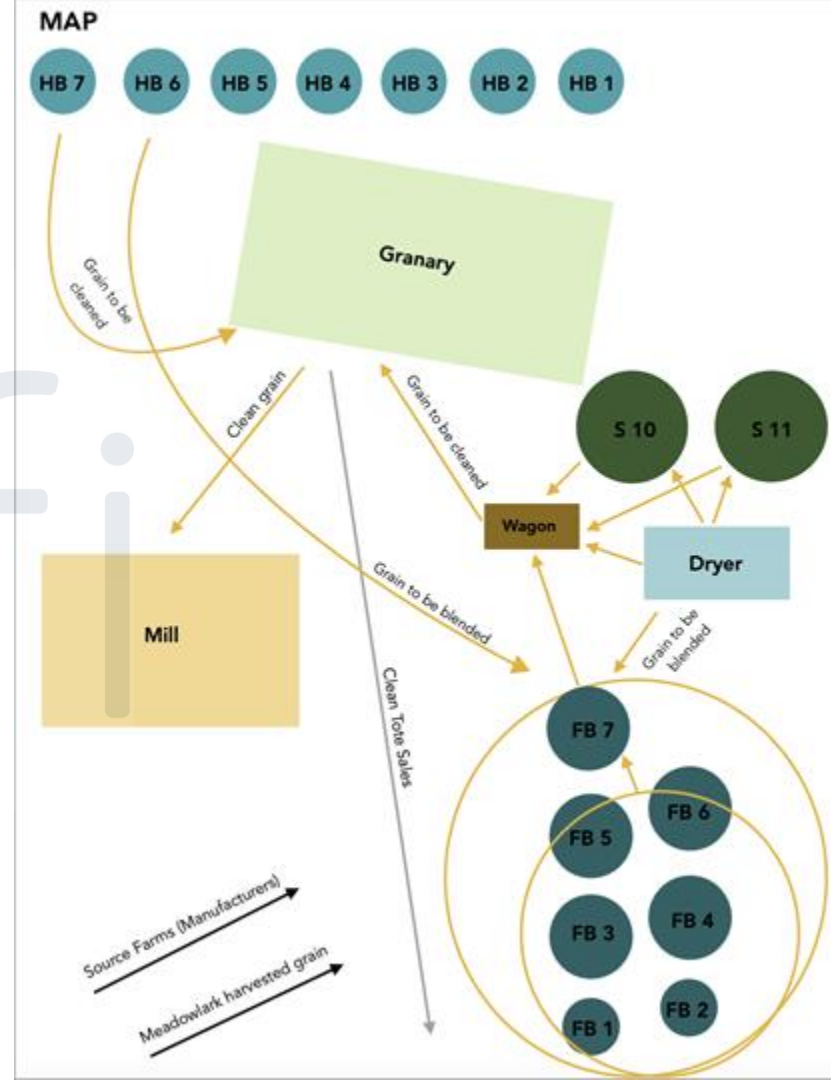 MAP
HB 7
HB 6
HB 5
HB 4
HB 3
HB 2
HB 1
Granary
Grain to be
cleaned
Clean grain
Grain to be cleaned
S 10
S 11
Wagon
Dryer
Grain to be blended
Grain to be
blended
Mill
Clean Tote Sales
FB 7
FB 6
FB 5
FB 4
FB 3
FB 2
FB 1
Source Farms (Manufacturers)
Meadowlark harvested grain